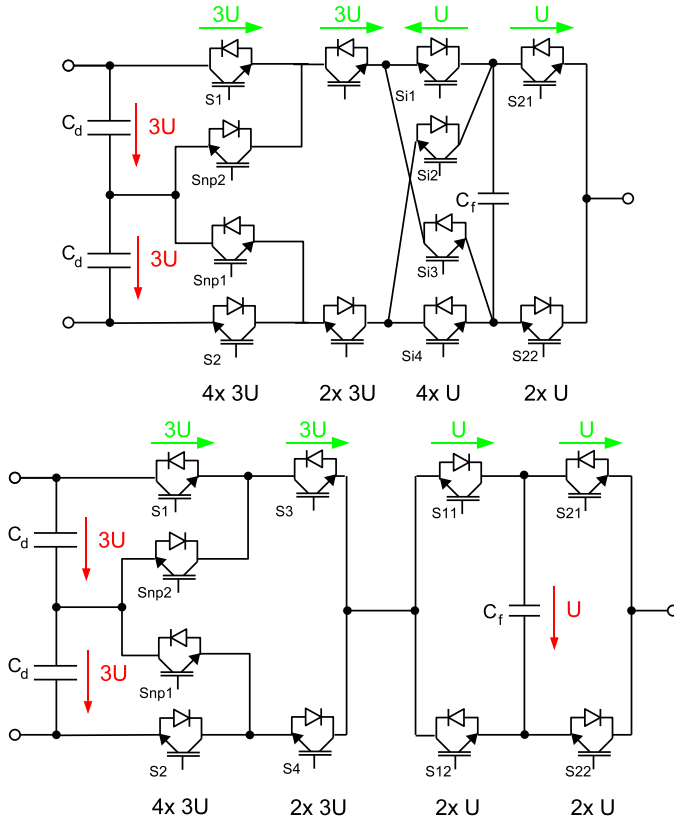 3U 3U U U
S1 Si1 S21
Cd 3U
Snp2 Si2
Cf
Cd 3U
Snp1 Si3
S2 Si4 S22
4x 3U 2x 3U 4x U 2x U
3U 3U U U
S1 S3 S11 S21
Cd 3U
Snp2
Cf U
Cd 3U
Snp1
S2 S4 S12 S22
4x 3U 2x 3U 2x U 2x U